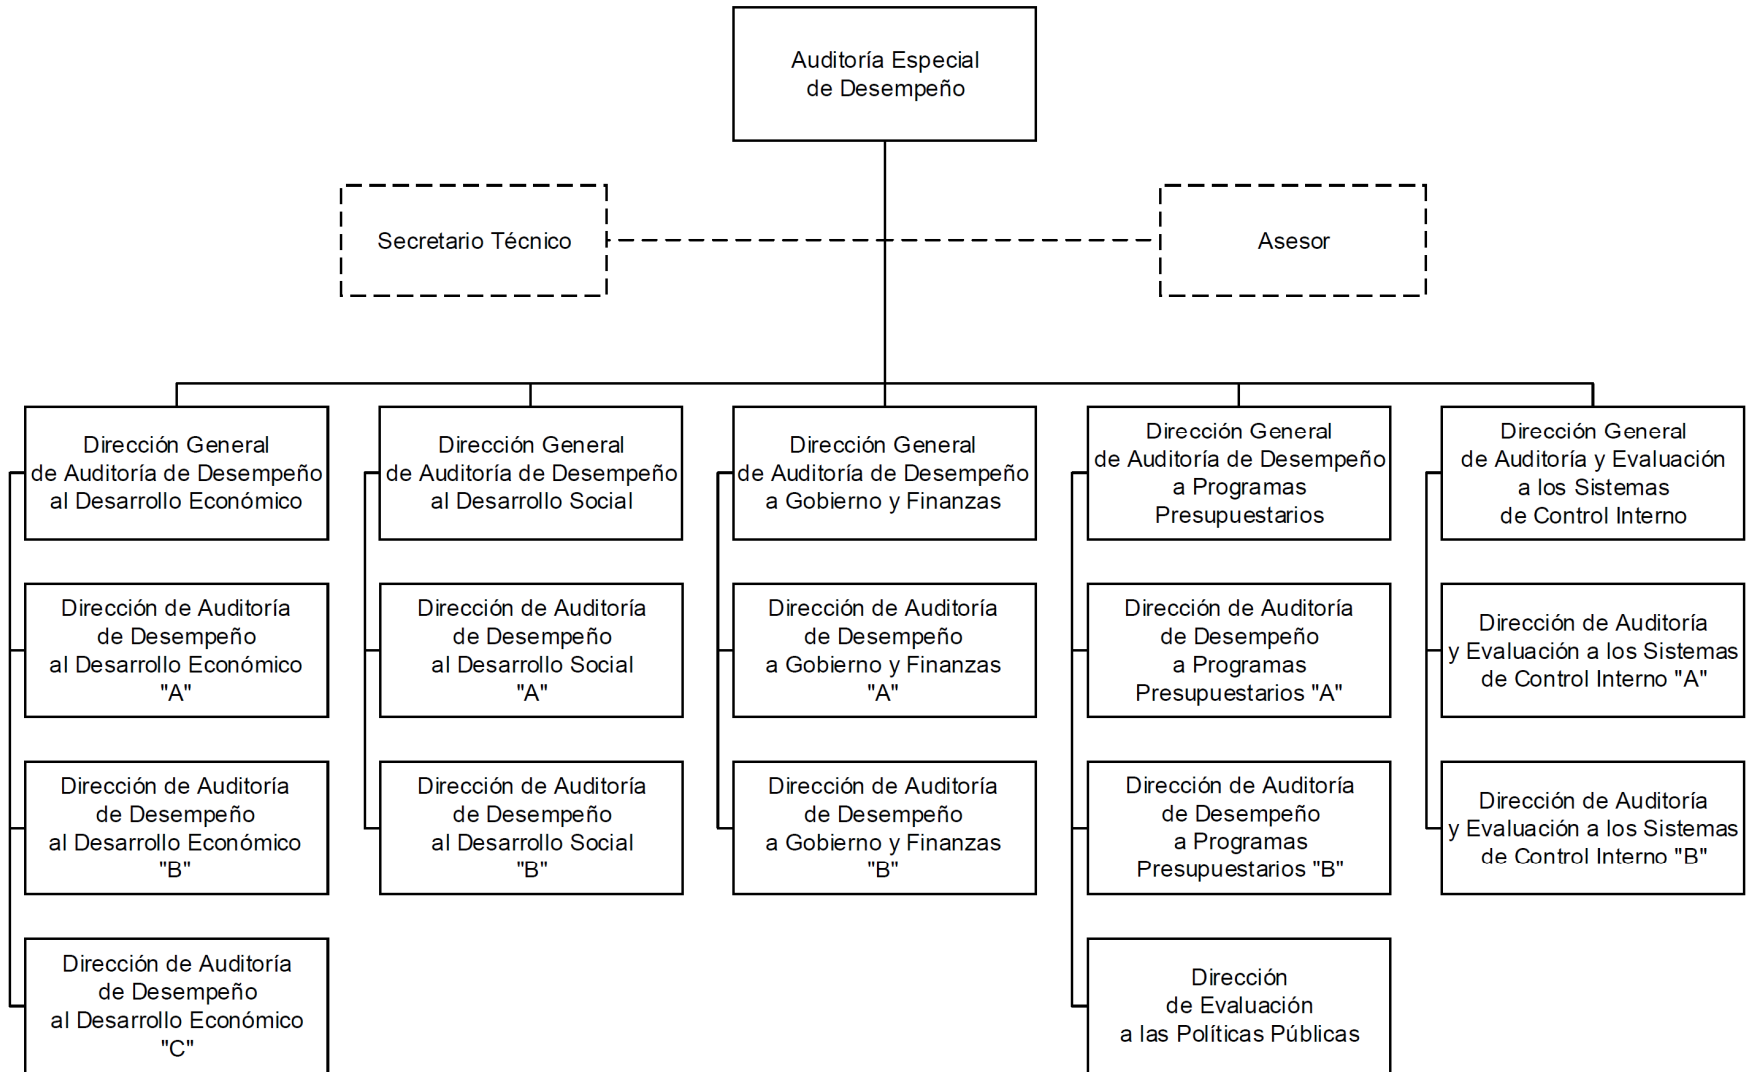 Auditoría Especial
de Desempeño
Secretario Técnico
Asesor
Dirección General
de Auditoría de Desempeño
al Desarrollo Económico
Dirección General
de Auditoría de Desempeño
al Desarrollo Social
Dirección General
de Auditoría de Desempeño
a Gobierno y Finanzas
Dirección General
de Auditoría de Desempeño
a Programas
Presupuestarios
Dirección General
de Auditoría y Evaluación
a los Sistemas
de Control Interno
Dirección de Auditoría
de Desempeño
al Desarrollo Económico
"A"
Dirección de Auditoría
de Desempeño
al Desarrollo Social
"A"
Dirección de Auditoría
de Desempeño
a Gobierno y Finanzas
"A"
Dirección de Auditoría
de Desempeño
a Programas
Presupuestarios "A"
Dirección de Auditoría
y Evaluación a los Sistemas
de Control Interno "A"
Dirección de Auditoría
de Desempeño
al Desarrollo Económico
"B"
Dirección de Auditoría
de Desempeño
al Desarrollo Social
"B"
Dirección de Auditoría
de Desempeño
a Gobierno y Finanzas
"B"
Dirección de Auditoría
de Desempeño
a Programas
Presupuestarios "B"
Dirección de Auditoría
y Evaluación a los Sistemas
de Control Interno "B"
Dirección de Auditoría
de Desempeño
al Desarrollo Económico
"C"
Dirección
de Evaluación
a las Políticas Públicas